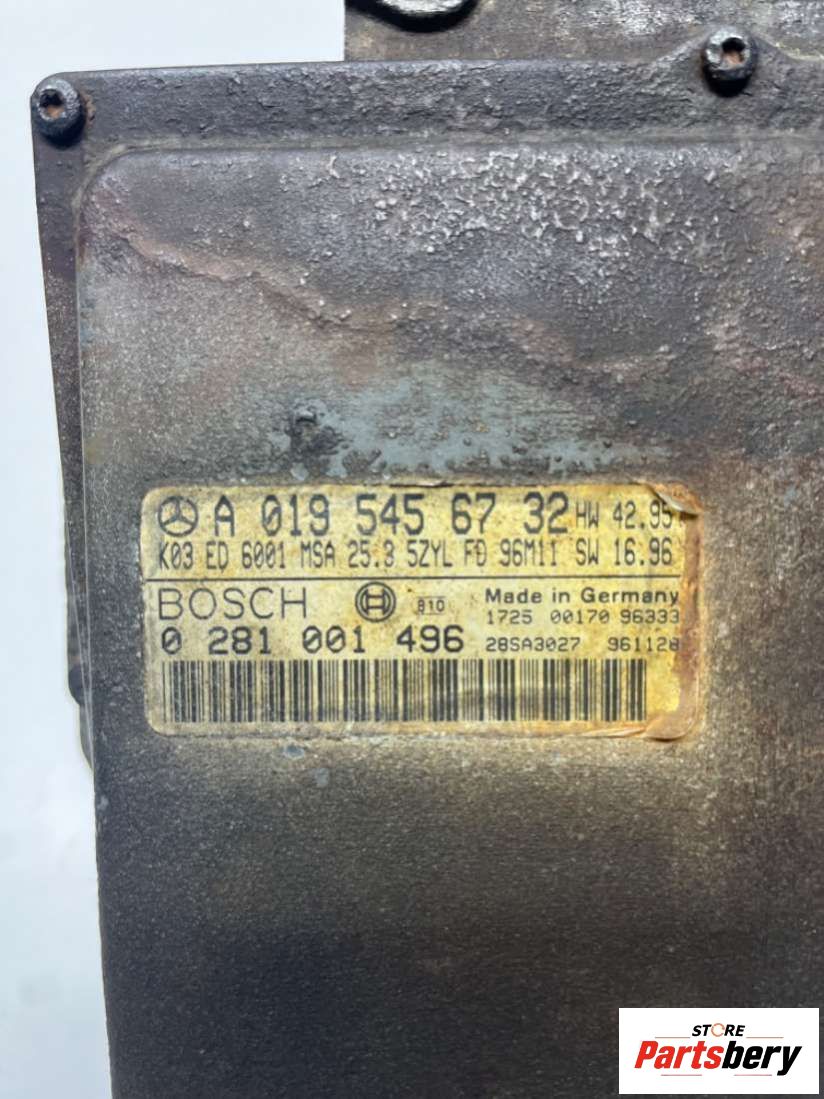 A 019 545 67 32 HW 42.95
K03 ED 6001 MSA 25.3 5ZYL FD 96M11 SW 16.96
BOSCH 810 Made in Germany
1725 00170 96333
0 281 001 496 28SA3027 961128
STORE
Partsbery